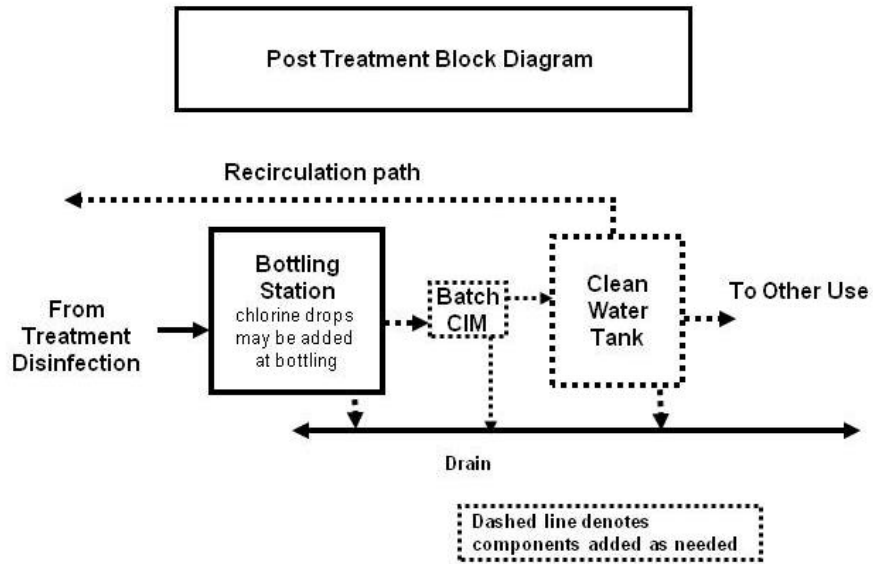 Post Treatment Block Diagram
Recirculation path
From
Treatment
Disinfection
Bottling
Station
chlorine drops
may be added
at bottling
Batch
CIM
Clean
Water
Tank
To Other Use
Drain
Dashed line denotes
components added as needed